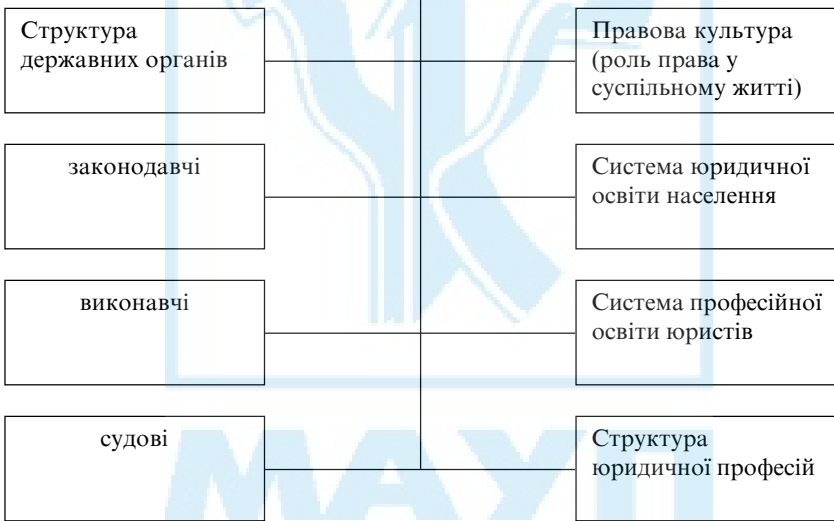 Структура
державних органів
Правова культура
(роль права у
суспільному житті)
законодавчі
Система юридичної
освіти населення
виконавчі
Система професійної
освіти юристів
судові
Структура
юридичної професій
МАУП